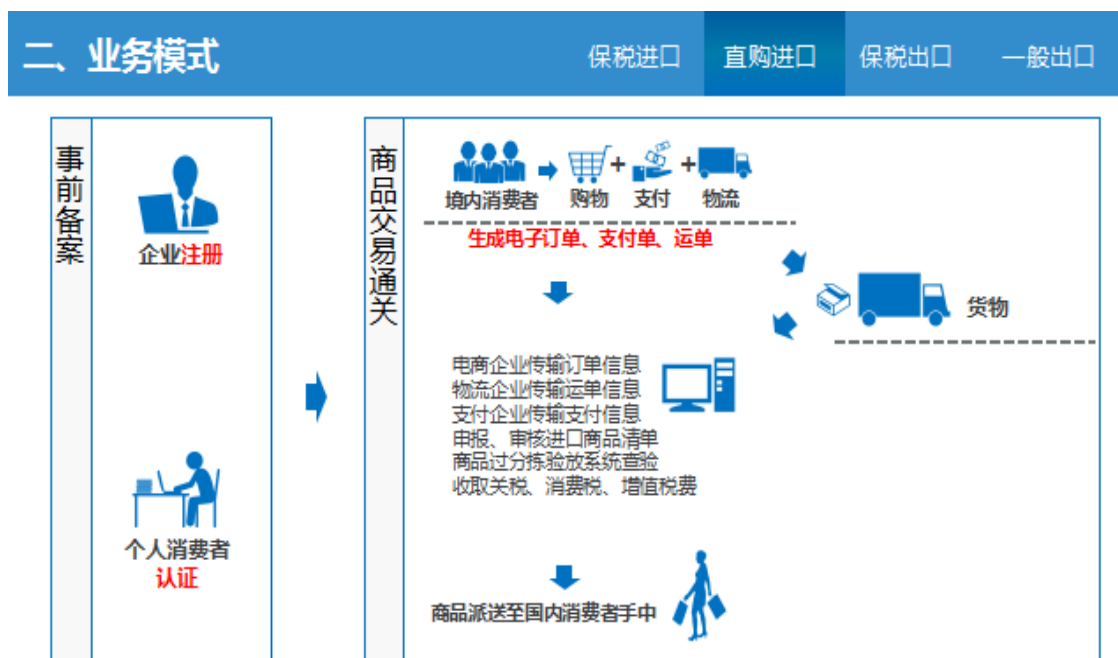 二、业务模式
保税进口
直购进口
保税出口
一般出口
事前备案
企业注册
个人消费者
认证
商品交易通关
境内消费者
购物
+
支付
+
物流
生成电子订单、支付单、运单
货物
电商企业传输订单信息
物流企业传输运单信息
支付企业传输支付信息
申报、审核进口商品清单
商品过分拣验放系统查验
收取关税、消费税、增值税费
商品派送至国内消费者手中